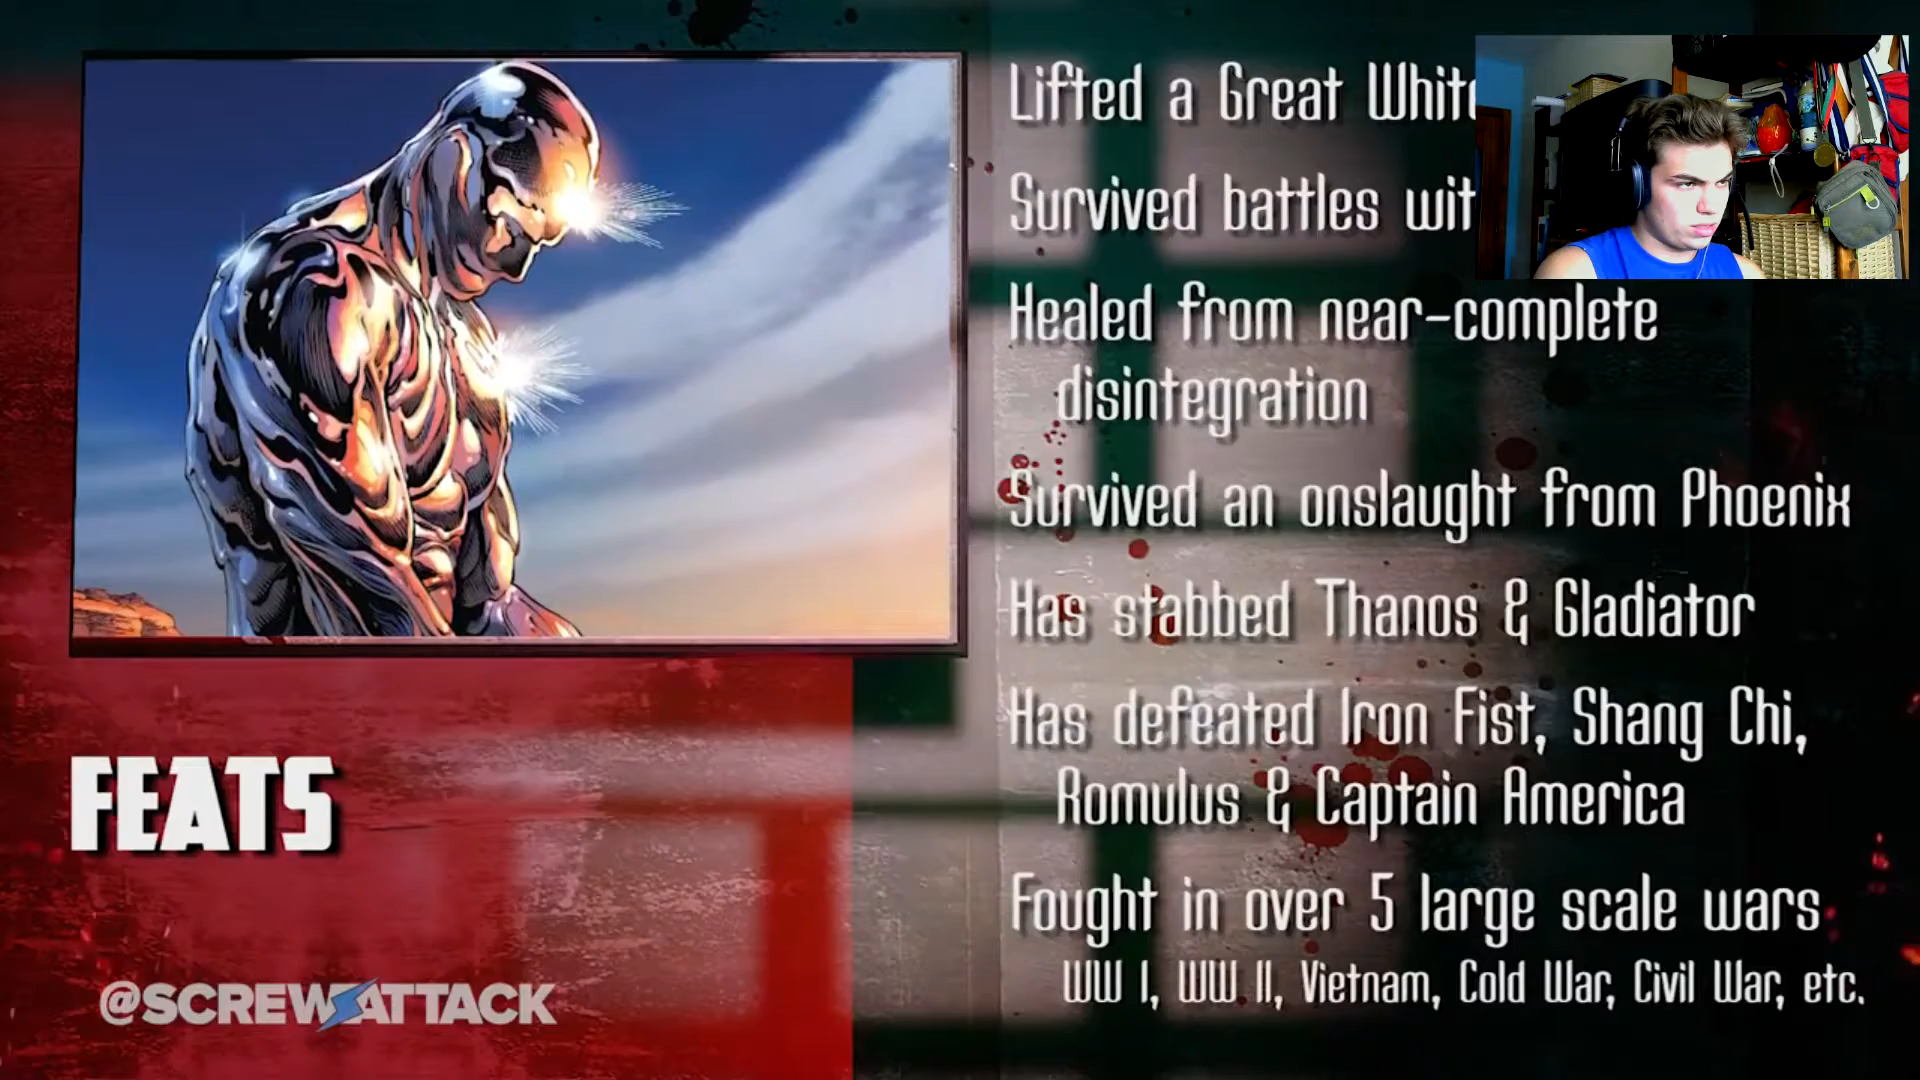 Lifted a Great White
Survived battles wit
Healed from near-complete
disintegration
Survived an onslaught from Phoenix
Has stabbed Thanos & Gladiator
Has defeated Iron Fist, Shang Chi,
Romulus & Captain America
Fought in over 5 large scale wars
WW I, WW II, Vietnam, Cold War, Civil War, etc.
FEATS
@SCREWATTACK